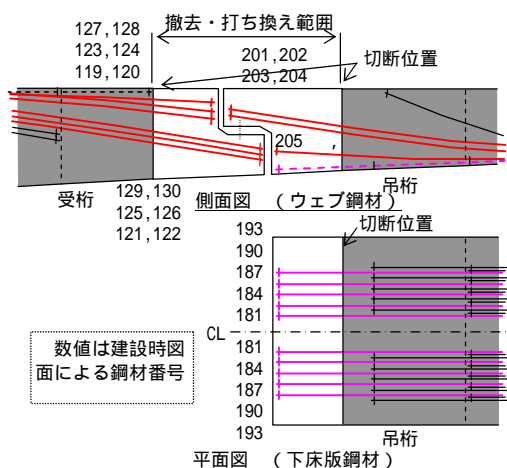 撤去・打ち換え範囲
127,128
123,124
119,120
201,202
203,204
切断位置
205
,
受桁
吊桁
129,130
125,126
121,122
側面図 (ウェブ鋼材)
切断位置
193
190
187
184
181
CL
181
184
187
190
193
数値は建設時図
面による鋼材番号
吊桁
平面図 (下床版鋼材)